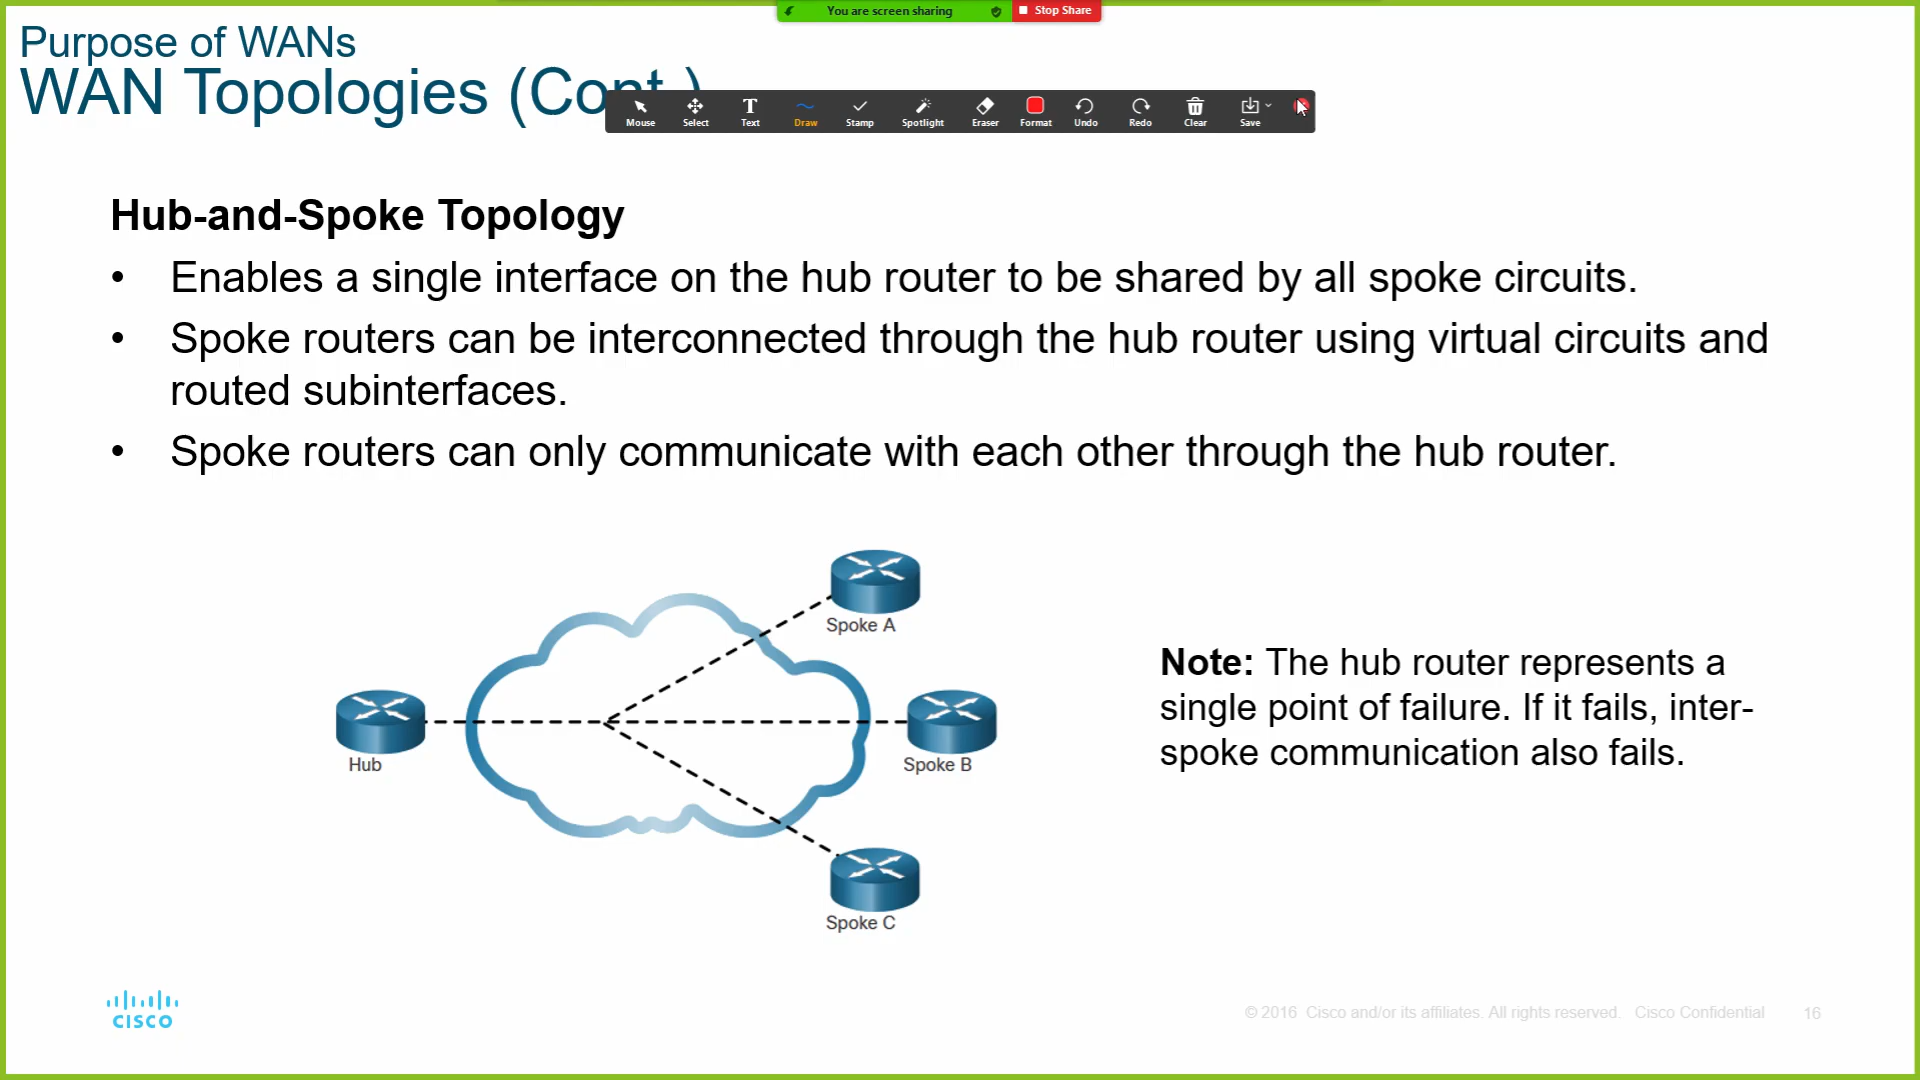 You are screen sharing
Stop Share
Purpose of WANs
WAN Topologies (Cont.)
Mouse Select Text Draw Stamp Spotlight Eraser Format Undo Redo Clear Save
Hub-and-Spoke Topology
• Enables a single interface on the hub router to be shared by all spoke circuits.
• Spoke routers can be interconnected through the hub router using virtual circuits and
routed subinterfaces.
• Spoke routers can only communicate with each other through the hub router.
Spoke A
Hub
Spoke B
Spoke C
Note: The hub router represents a
single point of failure. If it fails, inter-
spoke communication also fails.
CISCO
© 2016 Cisco and/or its affiliates. All rights reserved. Cisco Confidential 16